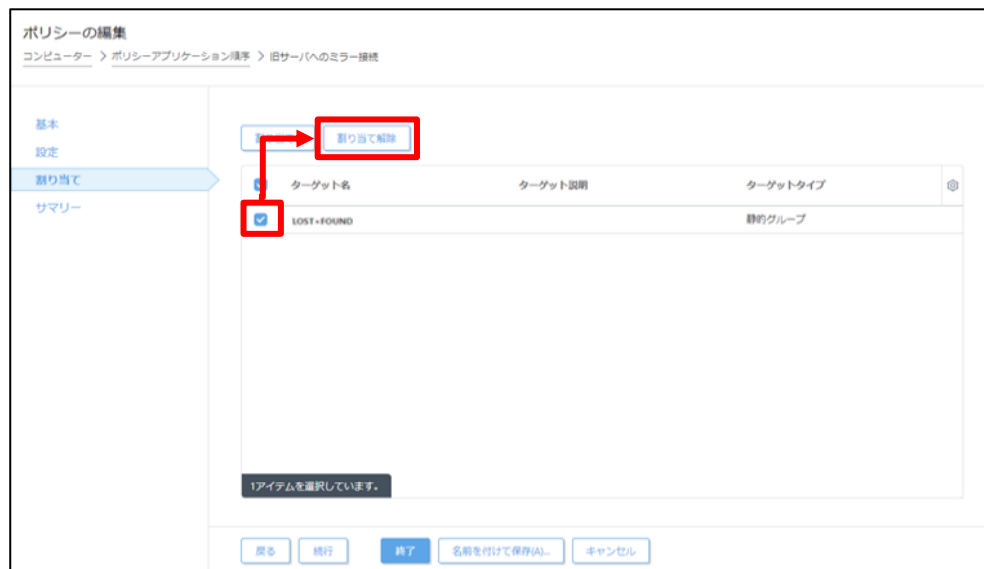 ポリシーの編集
コンピューター > ポリシーアプリケーション順序 > 旧サーバへのミラー接続
基本
設定
割り当て
サマリー
割り当て解除
ターゲット名 ターゲット説明 ターゲットタイプ
LOST+FOUND 静的グループ
1アイテムを選択しています。
戻る 続行 終了 名前を付けて保存(A)... キャンセル